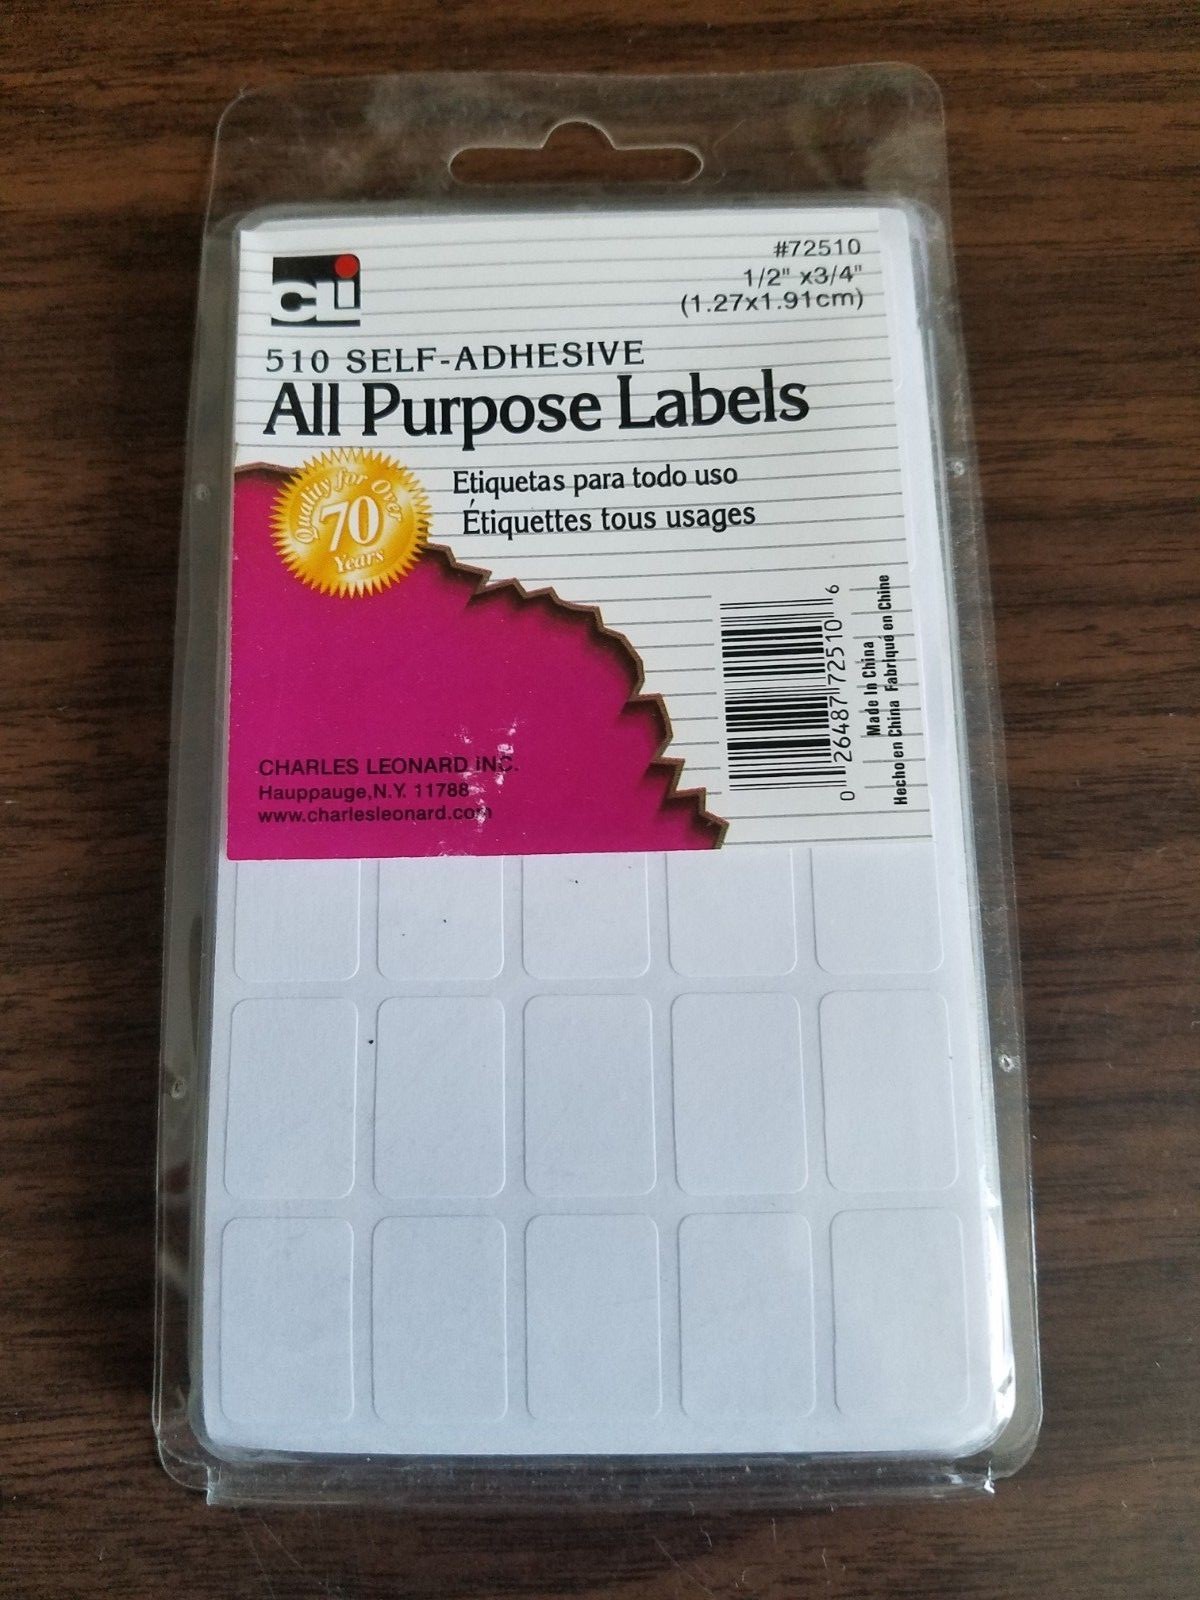 CLi
#72510
1/2" x3/4"
(1.27x1.91cm)
510 SELF-ADHESIVE
All Purpose Labels
Etiquetas para todo uso
Étiquettes tous usages
Quality for Over
70
Years
CHARLES LEONARD INC.
Hauppauge,N.Y. 11788
www.charlesleonard.com
0 26487 72510 6
Made In China
Hecho en China Fabriqué en Chine